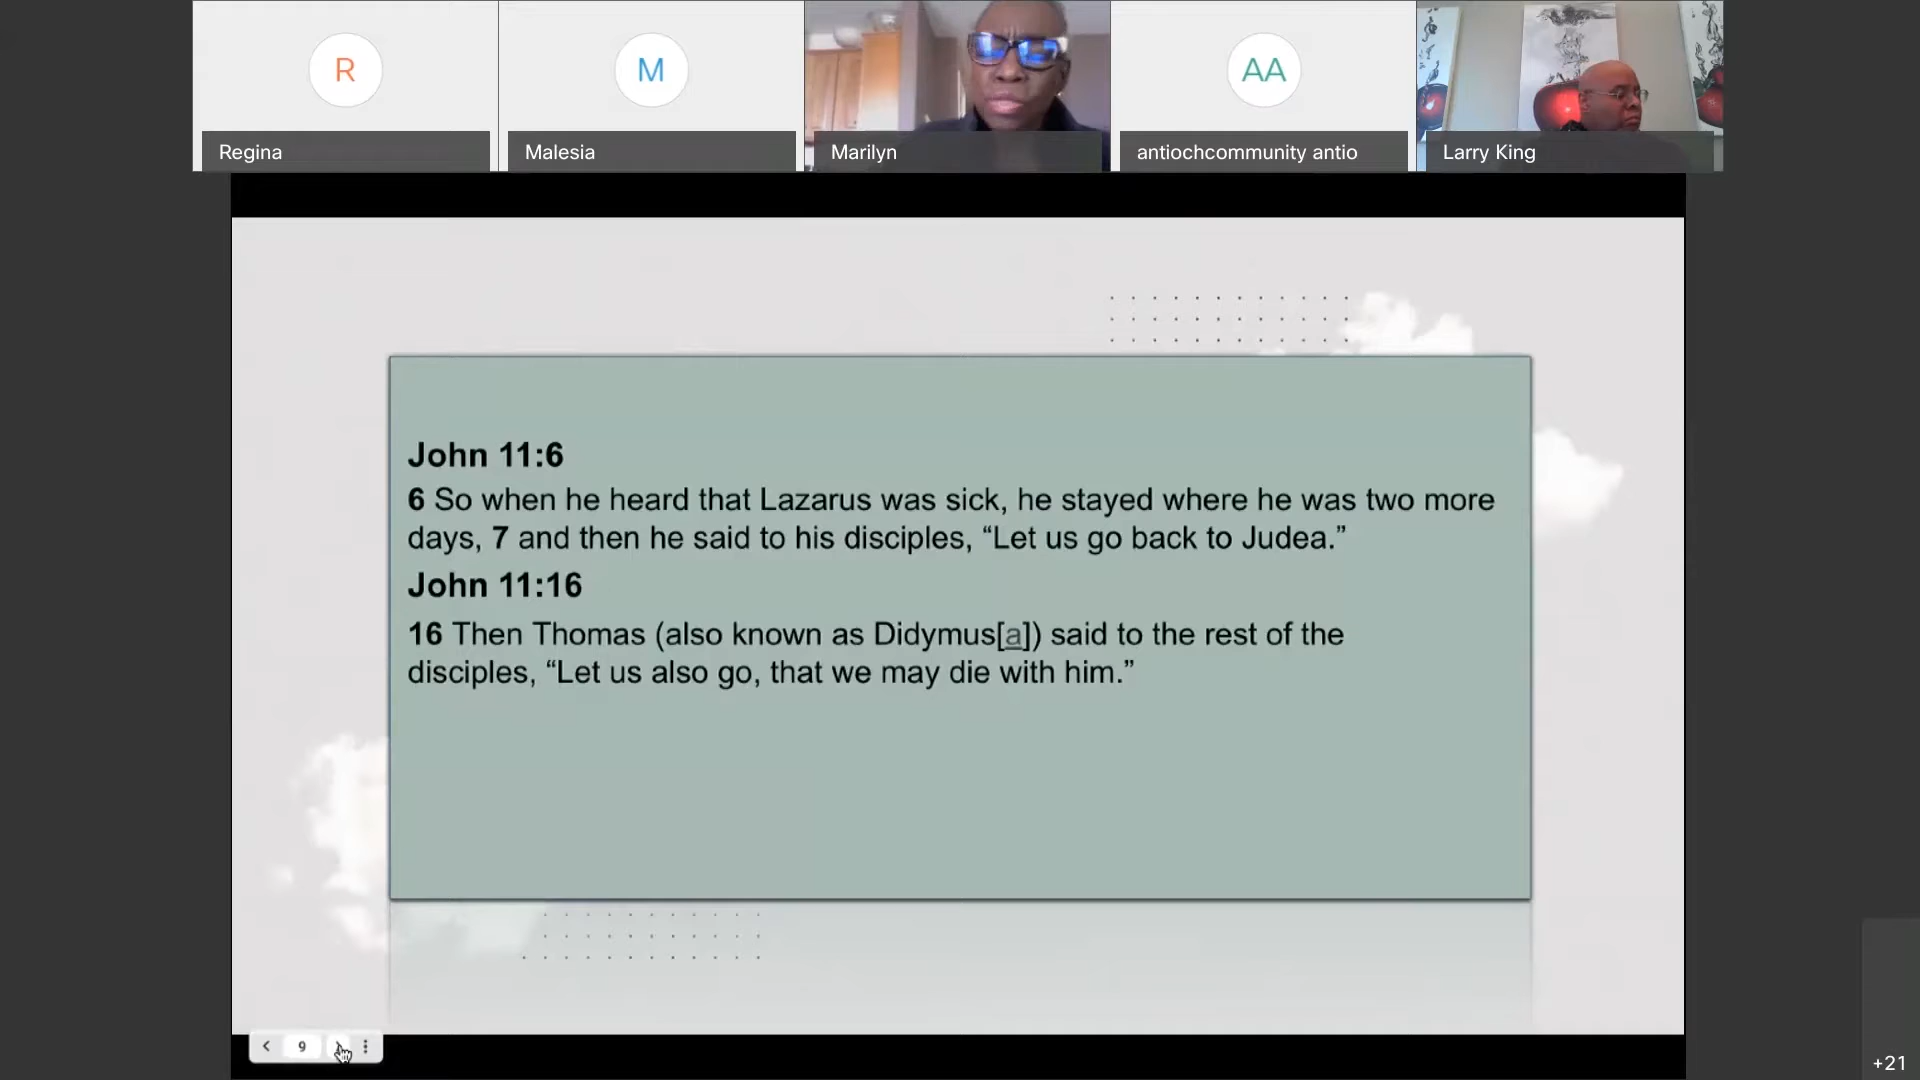 R
M
AA
Regina
Malesia
Marilyn
antiochcommunity antio
Larry King
John 11:6
6 So when he heard that Lazarus was sick, he stayed where he was two more
days, 7 and then he said to his disciples, “Let us go back to Judea.”
John 11:16
16 Then Thomas (also known as Didymus[a]) said to the rest of the
disciples, “Let us also go, that we may die with him.”
9
+21